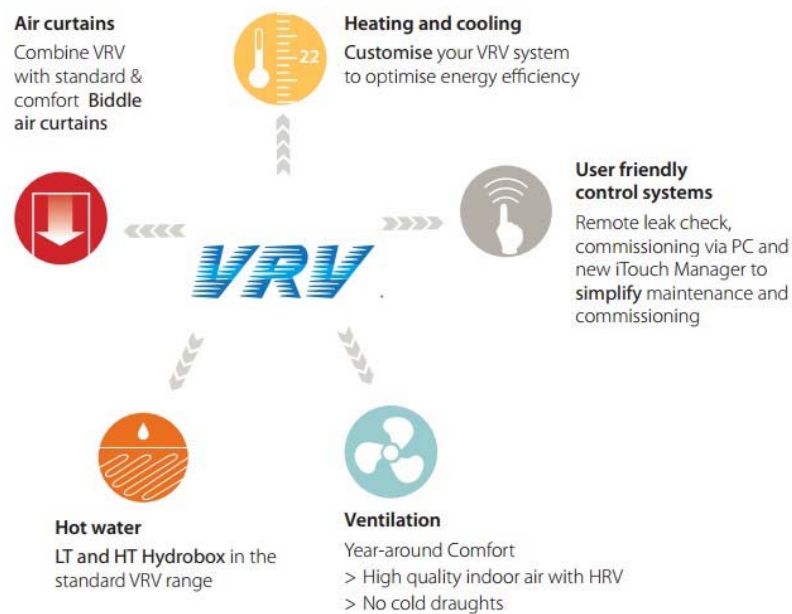 Air curtains
Combine VRV
with standard &
comfort Biddle
air curtains
22
Heating and cooling
Customise your VRV system
to optimise energy efficiency
User friendly
control systems
Remote leak check,
commissioning via PC and
new iTouch Manager to
simplify maintenance and
commissioning
VRV
Hot water
LT and HT Hydrobox in the
standard VRV range
Ventilation
Year-around Comfort
> High quality indoor air with HRV
> No cold draughts